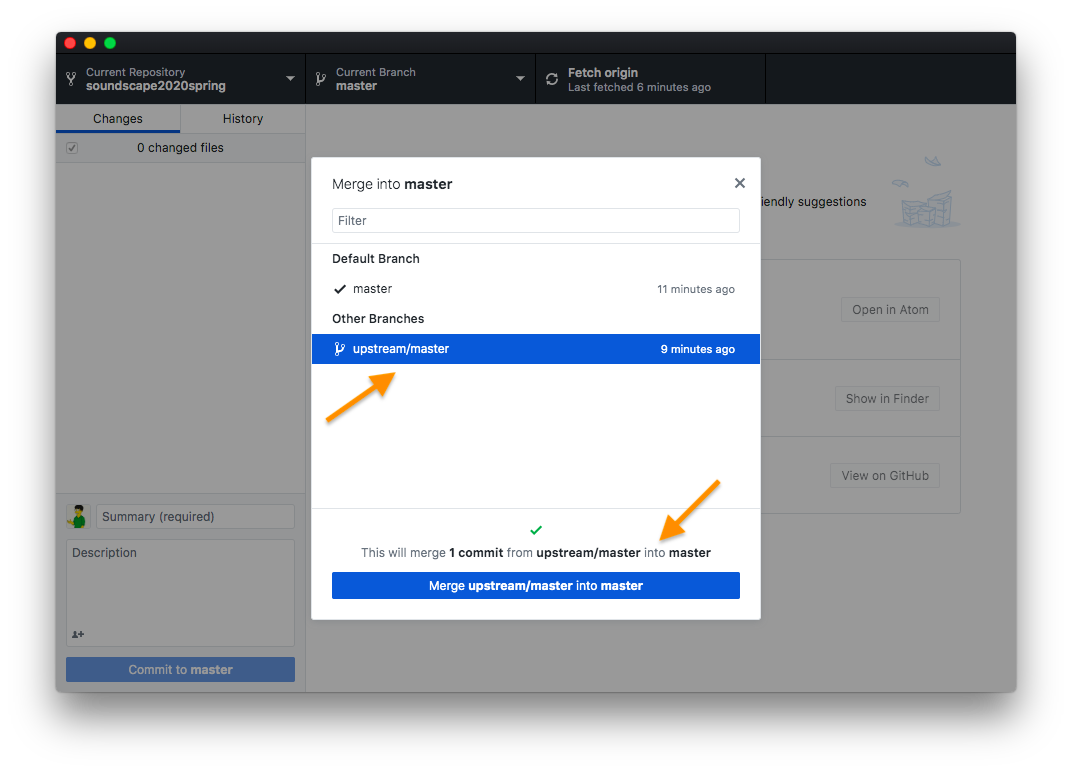 Current Repository
soundscape2020spring
Current Branch
master
Fetch origin
Last fetched 6 minutes ago
Changes
History
0 changed files
Merge into master
Filter
Default Branch
master
11 minutes ago
Other Branches
upstream/master
9 minutes ago
This will merge 1 commit from upstream/master into master
Merge upstream/master into master
suggestions
Open in Atom
Show in Finder
View on GitHub
Summary (required)
Description
Commit to master